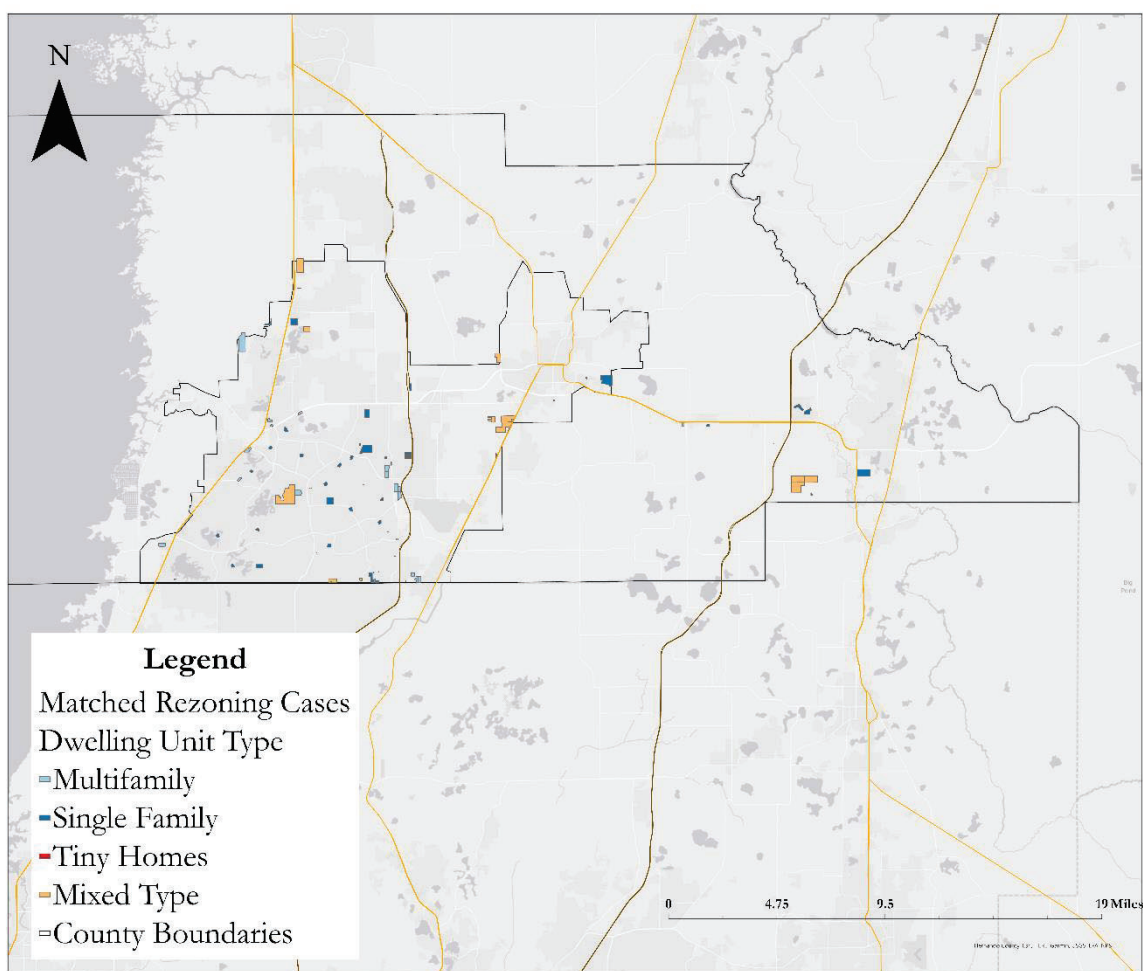 N
Legend
Matched Rezoning Cases
Dwelling Unit Type
Multifamily
Single Family
Tiny Homes
Mixed Type
County Boundaries
0 4.75 9.5 19 Miles